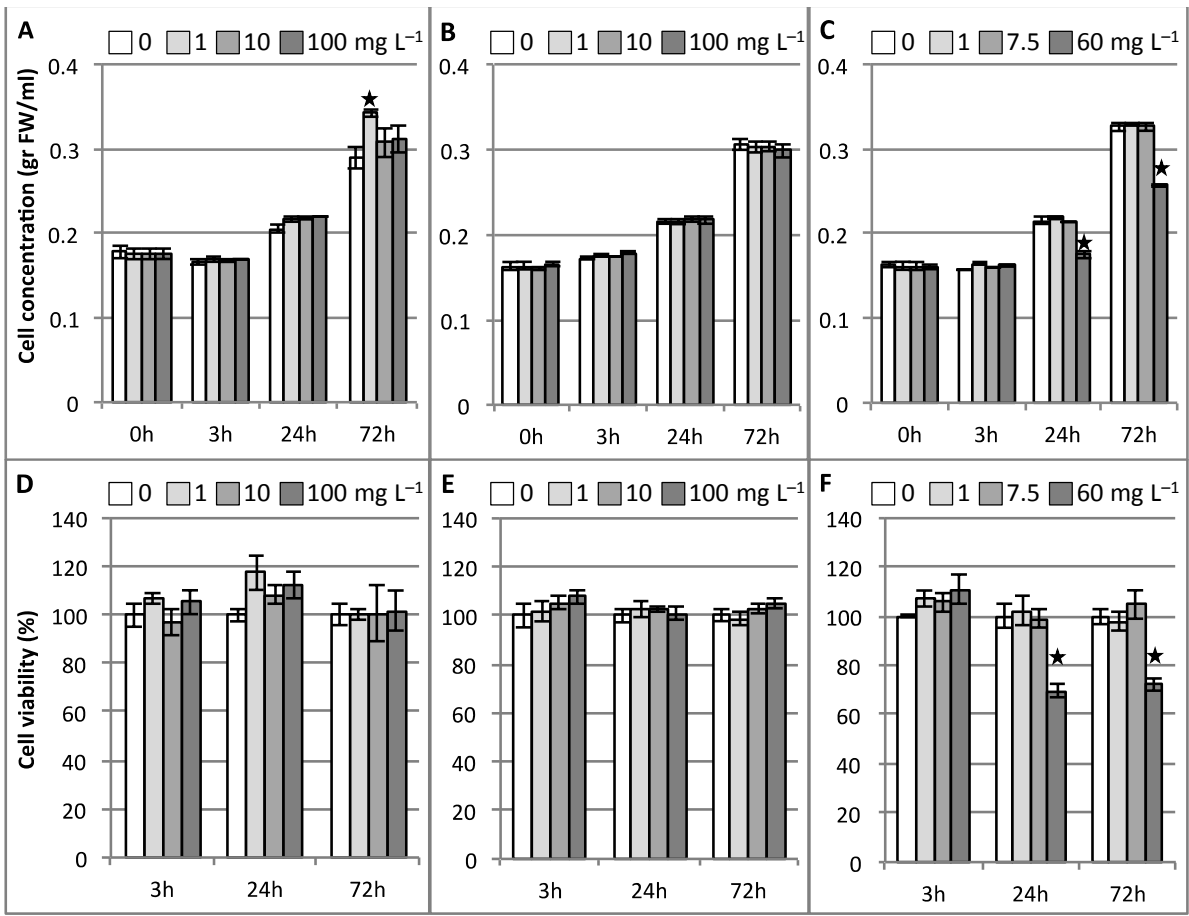 A
0 1 10 100 mg L⁻¹
Cell concentration (gr FW/ml)
0.4
0.3
0.2
0.1
0
0h 3h 24h 72h
B
0 1 10 100 mg L⁻¹
0.4
0.3
0.2
0.1
0
0h 3h 24h 72h
C
0 1 7.5 60 mg L⁻¹
0.4
0.3
0.2
0.1
0
0h 3h 24h 72h
D
0 1 10 100 mg L⁻¹
Cell viability (%)
140
120
100
80
60
40
20
0
3h 24h 72h
E
0 1 10 100 mg L⁻¹
140
120
100
80
60
40
20
0
3h 24h 72h
F
0 1 7.5 60 mg L⁻¹
140
120
100
80
60
40
20
0
3h 24h 72h